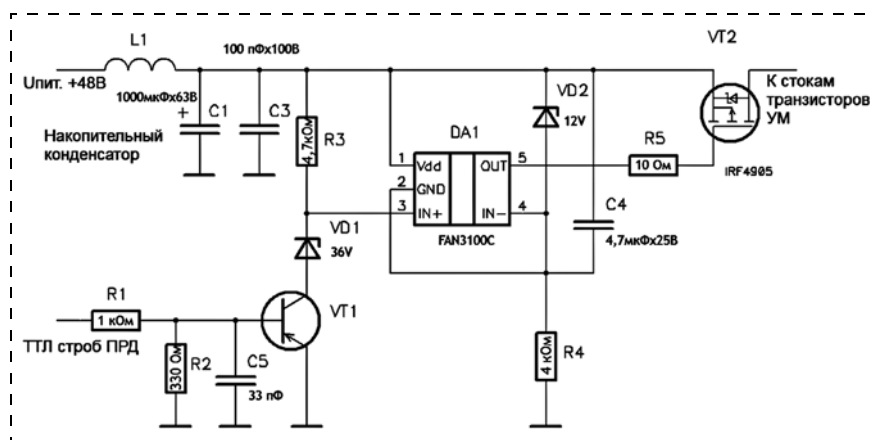 L1
100 пФх100В
VT2
Uпит. +48В
1000мкФх63В
+
C1
C3
Накопительный
конденсатор
4,7кОм
R3
DA1
VD2
12V
К стокам
транзисторов
УМ
R5
10 Ом
IRF4905
1
2
3
Vdd
GND
IN+
OUT
IN-
5
4
FAN3100C
C4
4,7мкФх25В
VD1
36V
R1
1 кОм
VT1
ТТЛ строб ПРД
330 Ом
R2
C5
33 пФ
4 кОм
R4